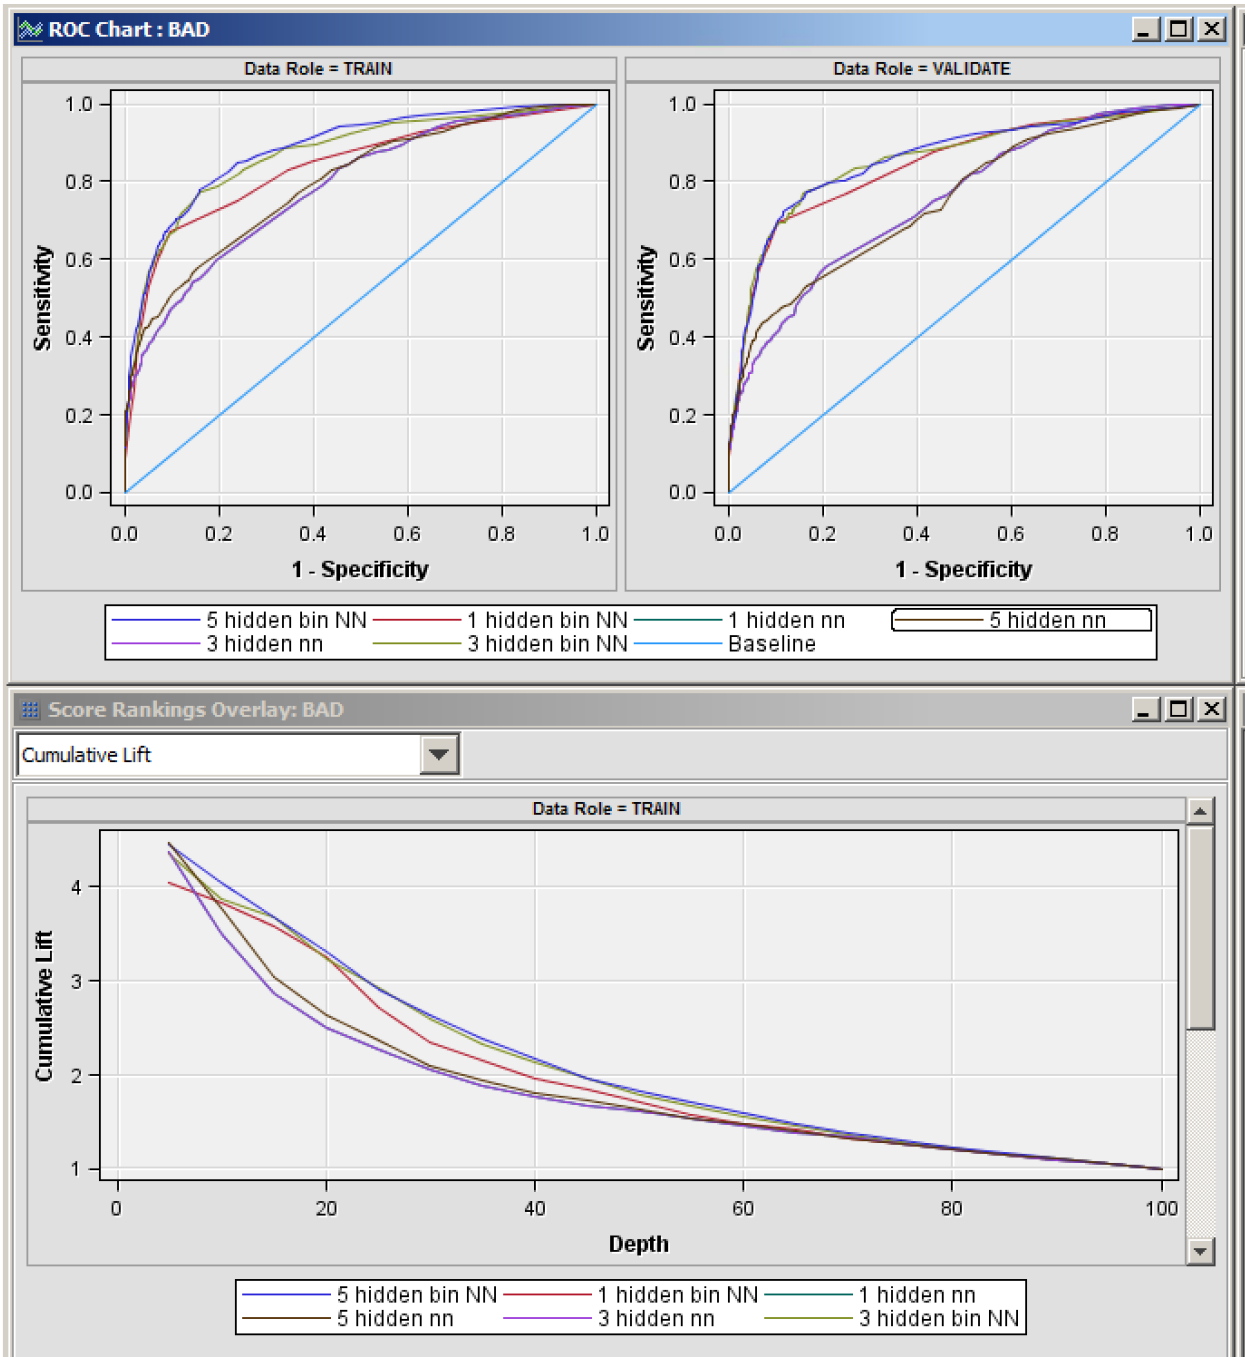 ROC Chart : BAD
Data Role = TRAIN
Data Role = VALIDATE
1.0
0.8
0.6
0.4
0.2
0.0
Sensitivity
0.0 0.2 0.4 0.6 0.8 1.0
1 - Specificity
1.0
0.8
0.6
0.4
0.2
0.0
Sensitivity
0.0 0.2 0.4 0.6 0.8 1.0
1 - Specificity
5 hidden bin NN 1 hidden bin NN 1 hidden nn 5 hidden nn
3 hidden nn 3 hidden bin NN Baseline
Score Rankings Overlay: BAD
Cumulative Lift
Data Role = TRAIN
4
3
2
1
Cumulative Lift
0 20 40 60 80 100
Depth
5 hidden bin NN 1 hidden bin NN 1 hidden nn
5 hidden nn 3 hidden nn 3 hidden bin NN